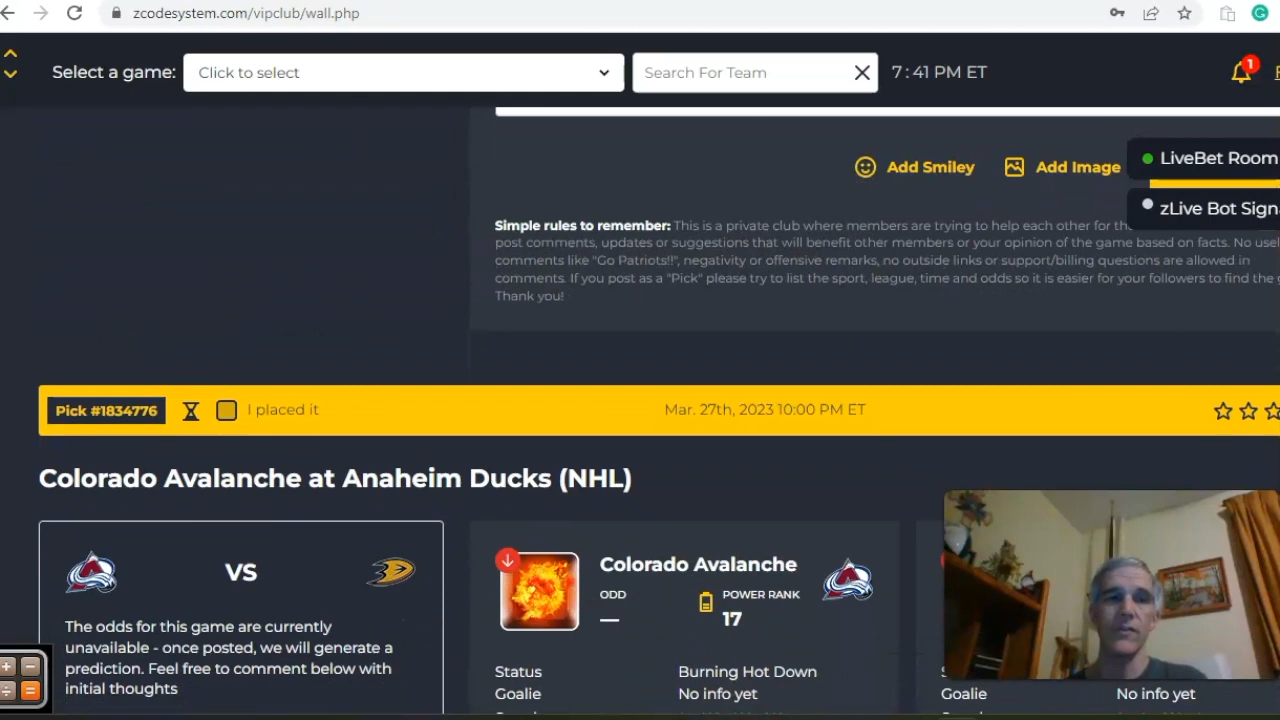 zcodesystem.com/vipclub/wall.php
Select a game:
Click to select
Search For Team
7:41 PM ET
1
LiveBet Room
Add Smiley
Add Image
zLive Bot Sign
Simple rules to remember: This is a private club where members are trying to help each other for
post comments, updates or suggestions that will benefit other members or your opinion of the game based on facts. No
comments like "Go Patriots!!", negativity or offensive remarks, no outside links or support/billing questions are allowed in
comments. If you post as a "Pick" please try to list the sport, league, time and odds so it is easier for your followers to find the
Thank you!
Pick #1834776
I placed it
Mar. 27th, 2023 10:00 PM ET
Colorado Avalanche at Anaheim Ducks (NHL)
VS
The odds for this game are currently
unavailable - once posted, we will generate a
prediction. Feel free to comment below with
initial thoughts
Colorado Avalanche
ODD
—
POWER RANK
17
Status
Burning Hot Down
Goalie
No info yet
Goalie
No info yet